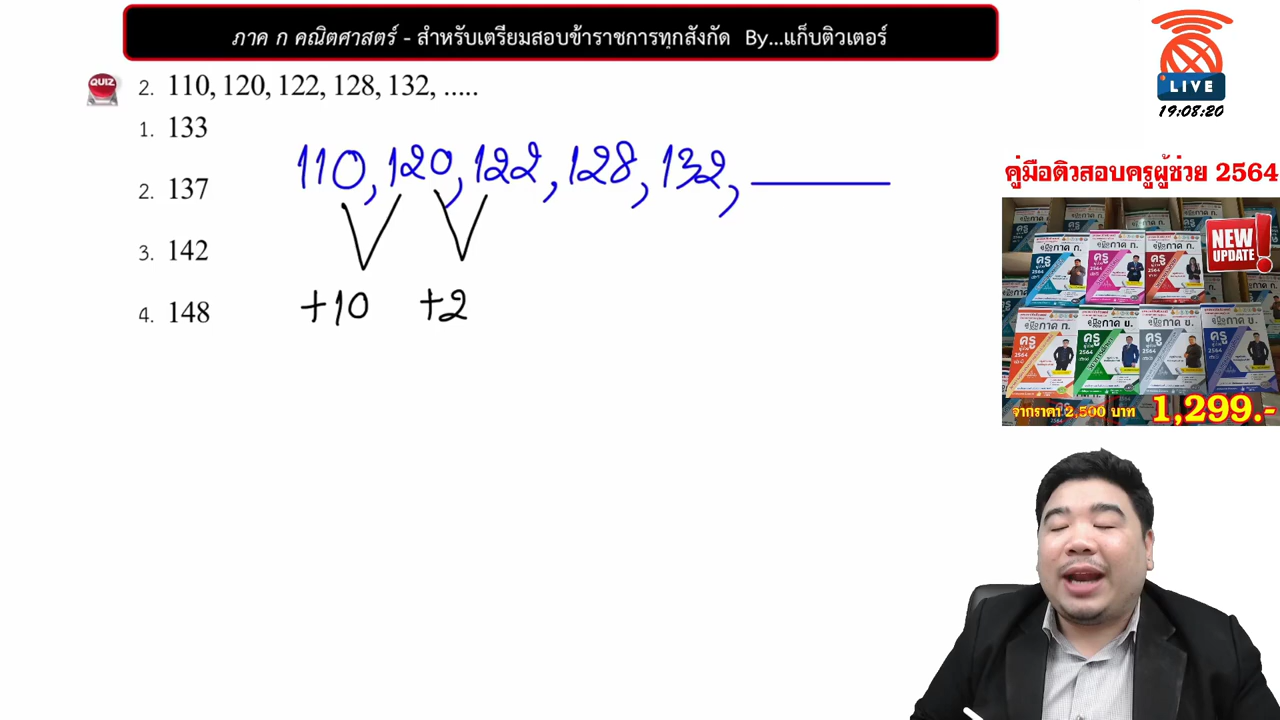 ภาค ก คณิตศาสตร์ - สำหรับเตรียมสอบข้าราชการทุกสังกัด By...แก็บติวเตอร์
LIVE
19:08:20
QUIZ
2. 110, 120, 122, 128, 132, .....
1. 133
2. 137
3. 142
4. 148
110, 120, 122, 128, 132,
+10 +2
คู่มือติวสอบครูผู้ช่วย 2564
NEW
UPDATE
จากราคา 2,500 บาท 1,299.-